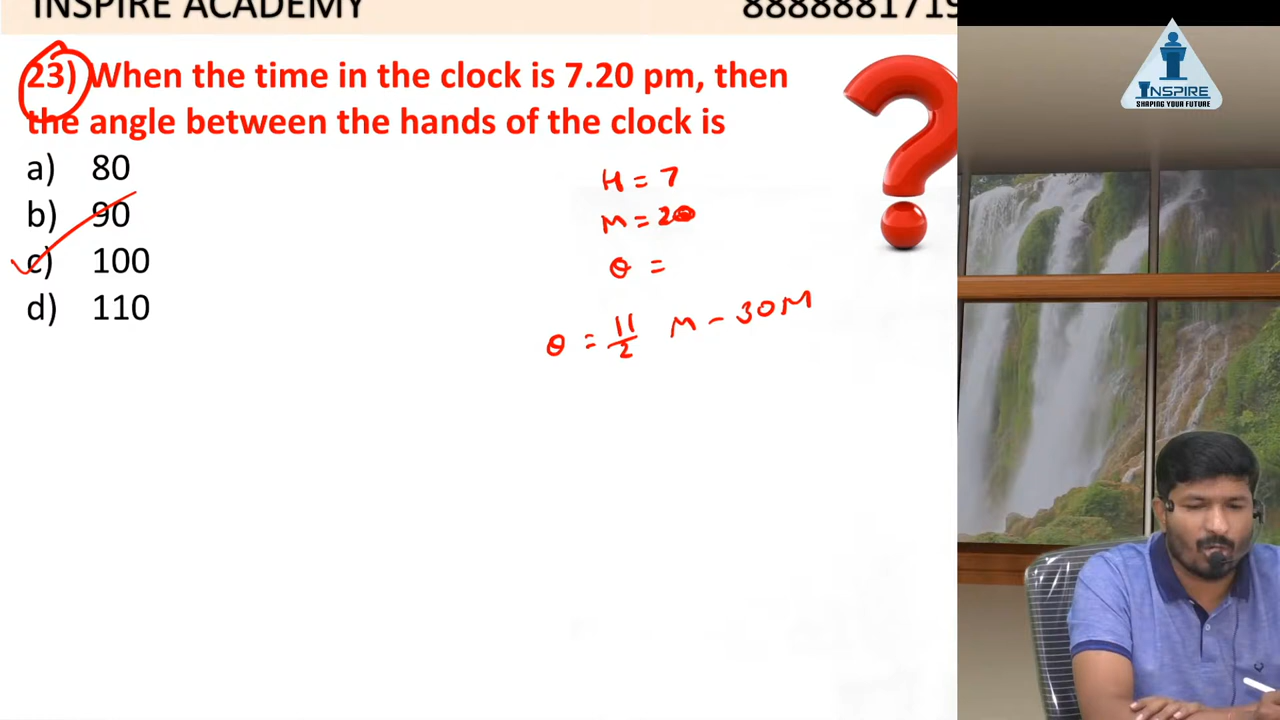 INSPIRE ACADEMY 8888881719
23) When the time in the clock is 7.20 pm, then
the angle between the hands of the clock is
a) 80
b) 90
c) 100
d) 110
H = 7
M = 20
θ =
θ = 11/2 M - 30M
INSPIRE
SHAPING YOUR FUTURE